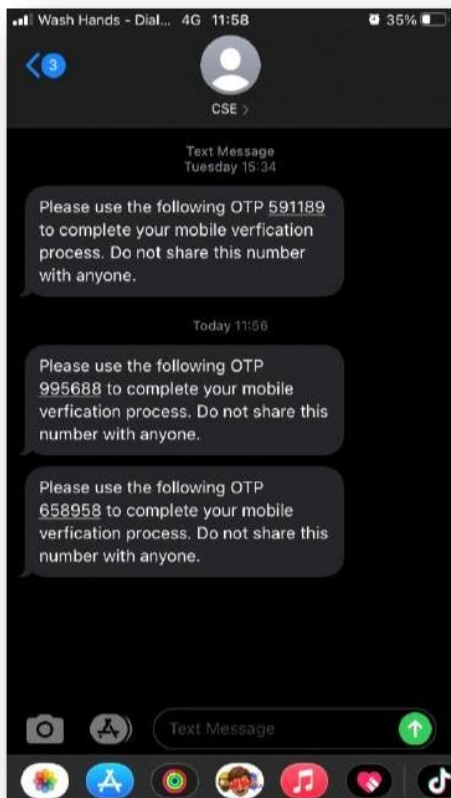 Wash Hands - Dial... 4G 11:58 35%
3
CSE
Text Message
Tuesday 15:34
Please use the following OTP 591189
to complete your mobile verfication
process. Do not share this number
with anyone.
Today 11:56
Please use the following OTP
995688 to complete your mobile
verfication process. Do not share this
number with anyone.
Please use the following OTP
658958 to complete your mobile
verfication process. Do not share this
number with anyone.
Text Message